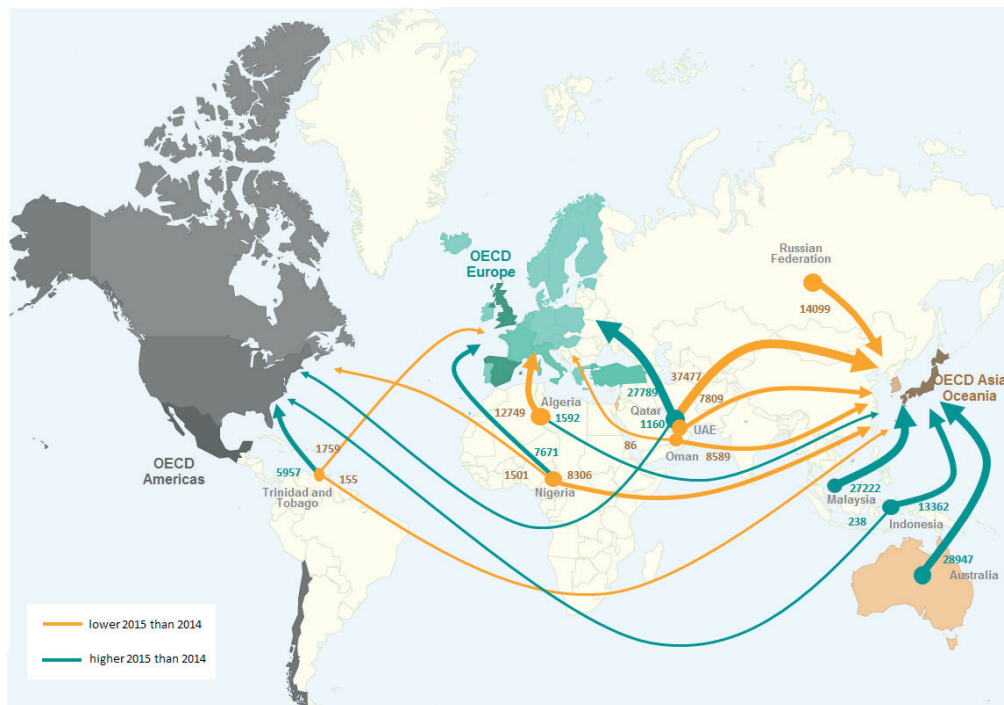 Russian
Federation
14099
OECD
Europe
OECD Asia
Oceania
37477
27789
7809
Algeria
12749
1592
Qatar
1160
UAE
86
Oman
8589
OECD
Americas
1759
7671
5957
155
1501
8306
Trinidad and
Tobago
Nigeria
27222
Malaysia
13362
238
Indonesia
28947
Australia
lower 2015 than 2014
higher 2015 than 2014